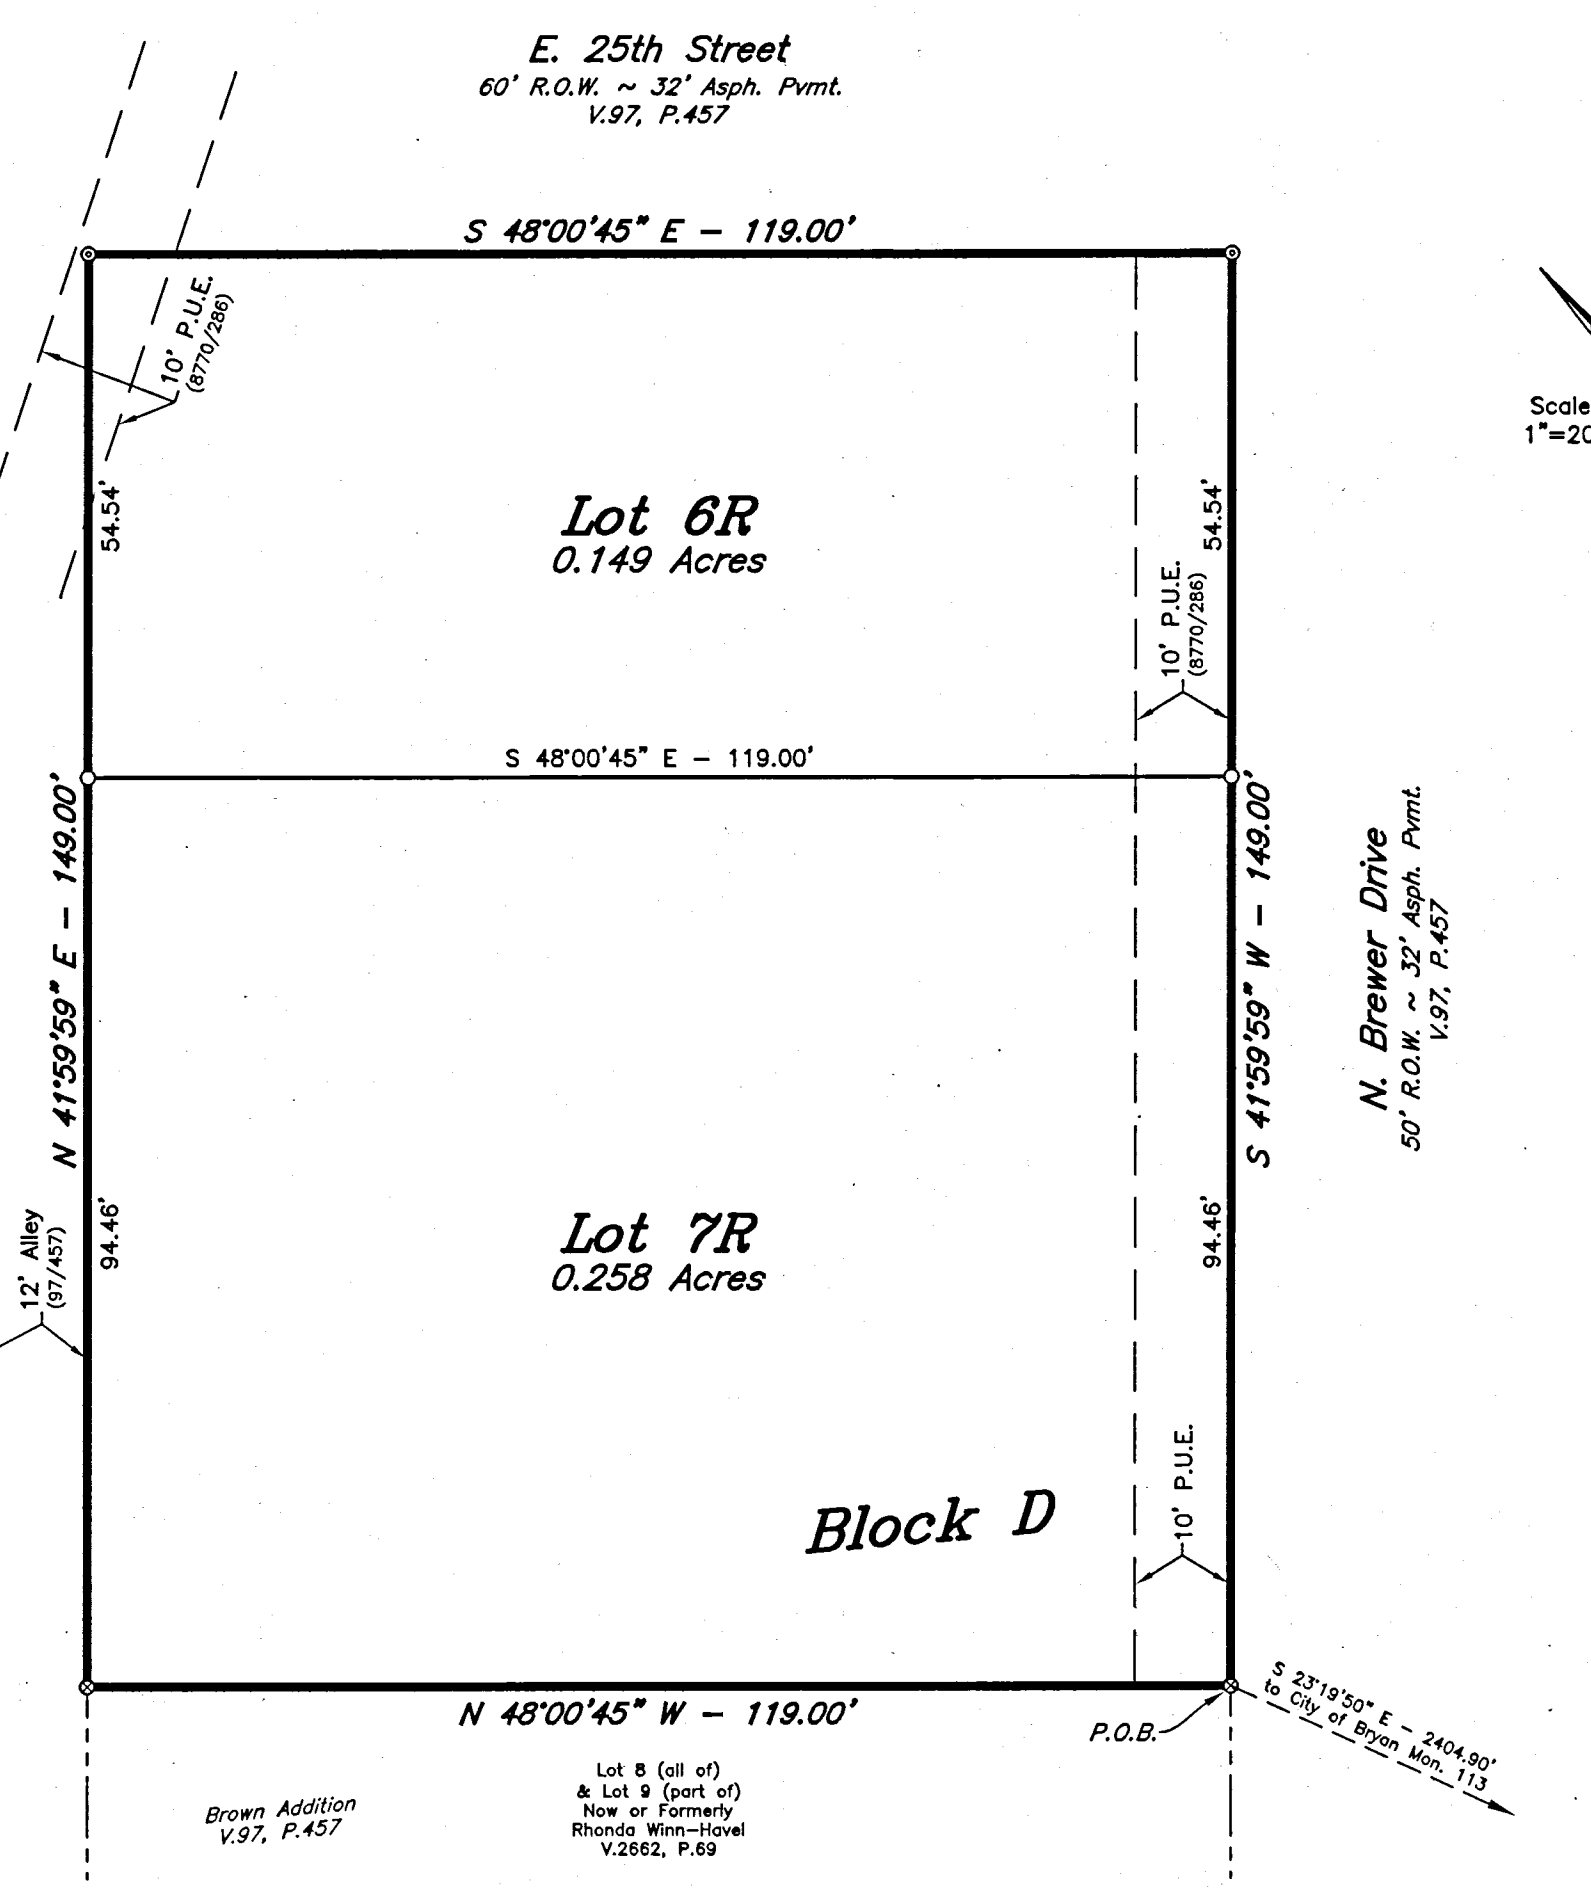 E. 25th Street
60' R.O.W. ~ 32' Asph. Pvmt.
V.97, P.457
S 48°00'45" E - 119.00'
10' P.U.E.
(8770/286)
Scale
1"=20
54.54'
54.54'
Lot 6R
0.149 Acres
10' P.U.E.
(8770/286)
S 48°00'45" E - 119.00'
N 41°59'59" E - 149.00'
S 41°59'59" W - 149.00'
N. Brewer Drive
50' R.O.W. ~ 32' Asph. Pvmt.
V.97, P.457
12' Alley
(97/457)
94.46'
94.46'
Lot 7R
0.258 Acres
10' P.U.E.
Block D
N 48°00'45" W - 119.00'
P.O.B.
S 23°19'50" E - 2404.90'
to City of Bryan Mon. 113
Brown Addition
V.97, P.457
Lot 8 (all of)
& Lot 9 (part of)
Now or Formerly
Rhonda Winn-Havel
V.2662, P.69